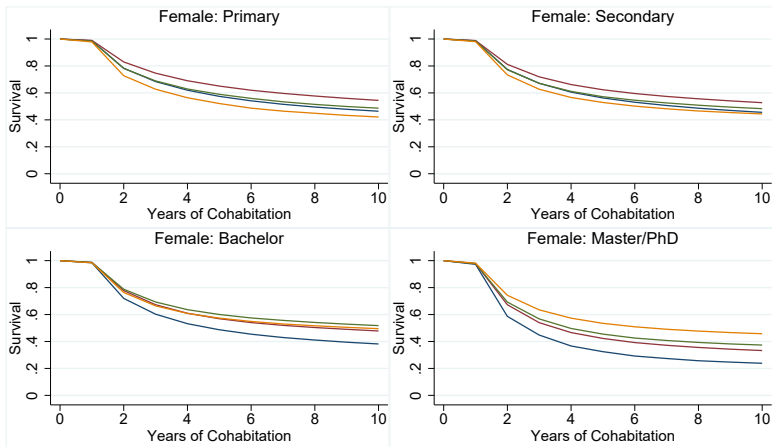 Female: Primary
Survival
1
.8
.6
.4
.2
0
0 2 4 6 8 10
Years of Cohabitation
Female: Secondary
Survival
1
.8
.6
.4
.2
0
0 2 4 6 8 10
Years of Cohabitation
Female: Bachelor
Survival
1
.8
.6
.4
.2
0
0 2 4 6 8 10
Years of Cohabitation
Female: Master/PhD
Survival
1
.8
.6
.4
.2
0
0 2 4 6 8 10
Years of Cohabitation